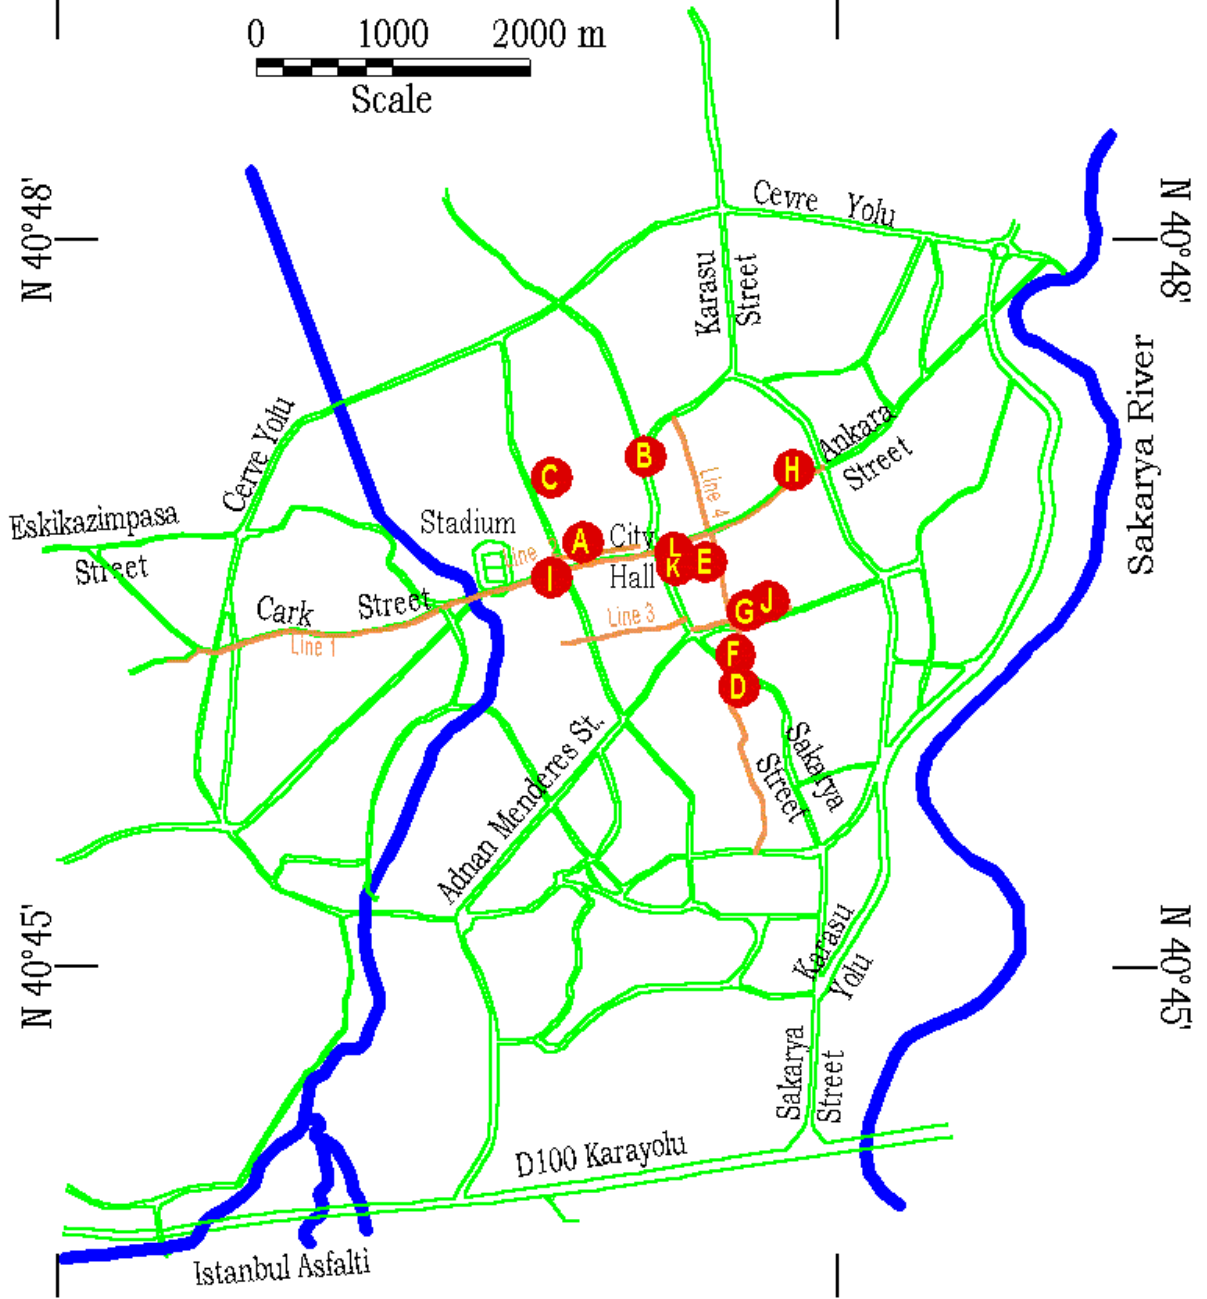 0 1000 2000 m
Scale
N 40°48'
N 40°48'
Cevre Yolu
Karasu
Street
Sakarya River
Cerve Yolu
Ankara
Street
Eskikazimpasa
Street
Stadium
City
Hall
Line
Line 4
Cark Street
Line 1
Line 3
A
B
C
D
E
F
G
H
I
J
K
L
Adnan Menderes St.
Sakarya
Street
Karasu
Yolu
N 40°45'
N 40°45'
Sakarya
Street
D100 Karayolu
Istanbul Asfalti